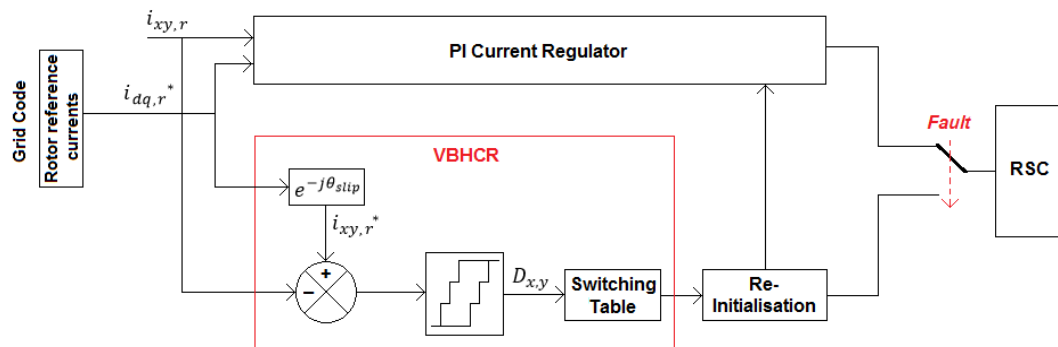 i_{xy,r}
PI Current Regulator
Grid Code
Rotor reference
currents
i_{dq,r}^*
Fault
RSC
VBHCR
e^{-jθ_{slip}}
i_{xy,r}^*
+
−
D_{x,y}
Switching
Table
Re-
Initialisation